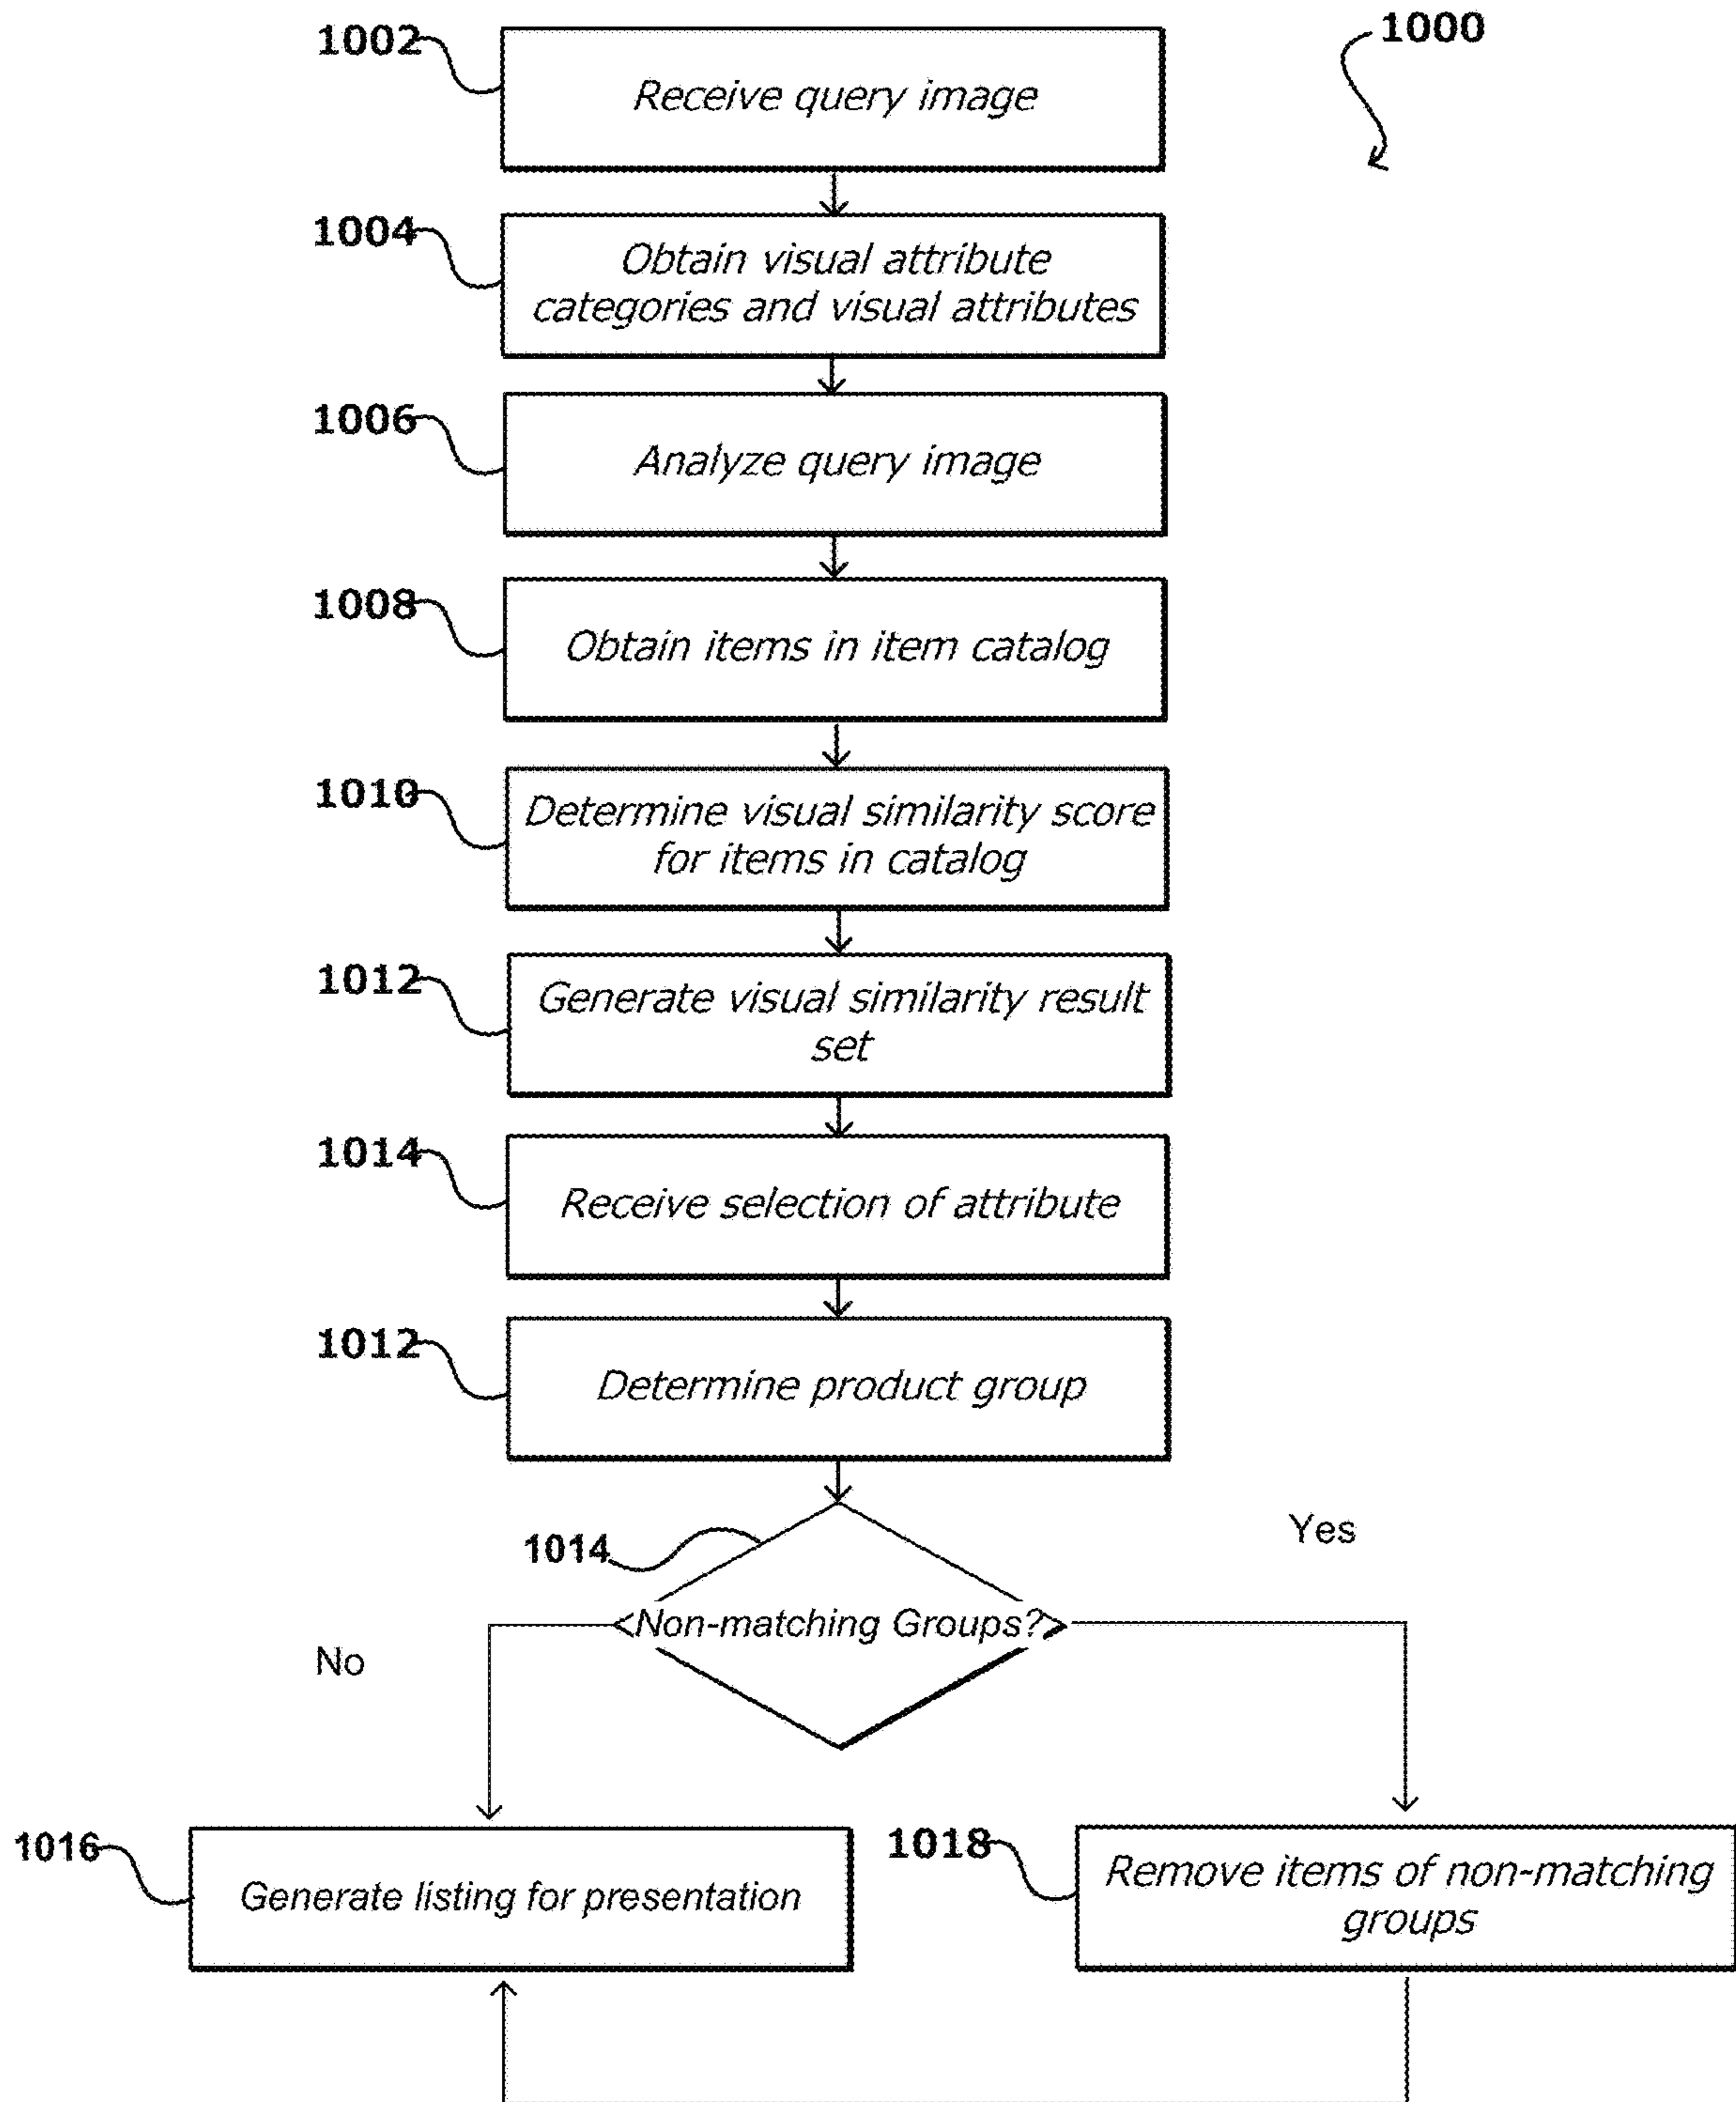 1000
1002
Receive query image
1004
Obtain visual attribute
categories and visual attributes
1006
Analyze query image
1008
Obtain items in item catalog
1010
Determine visual similarity score
for items in catalog
1012
Generate visual similarity result
set
1014
Receive selection of attribute
1012
Determine product group
1014
Yes
Non-matching Groups?
No
1016
Generate listing for presentation
1018
Remove items of non-matching
groups